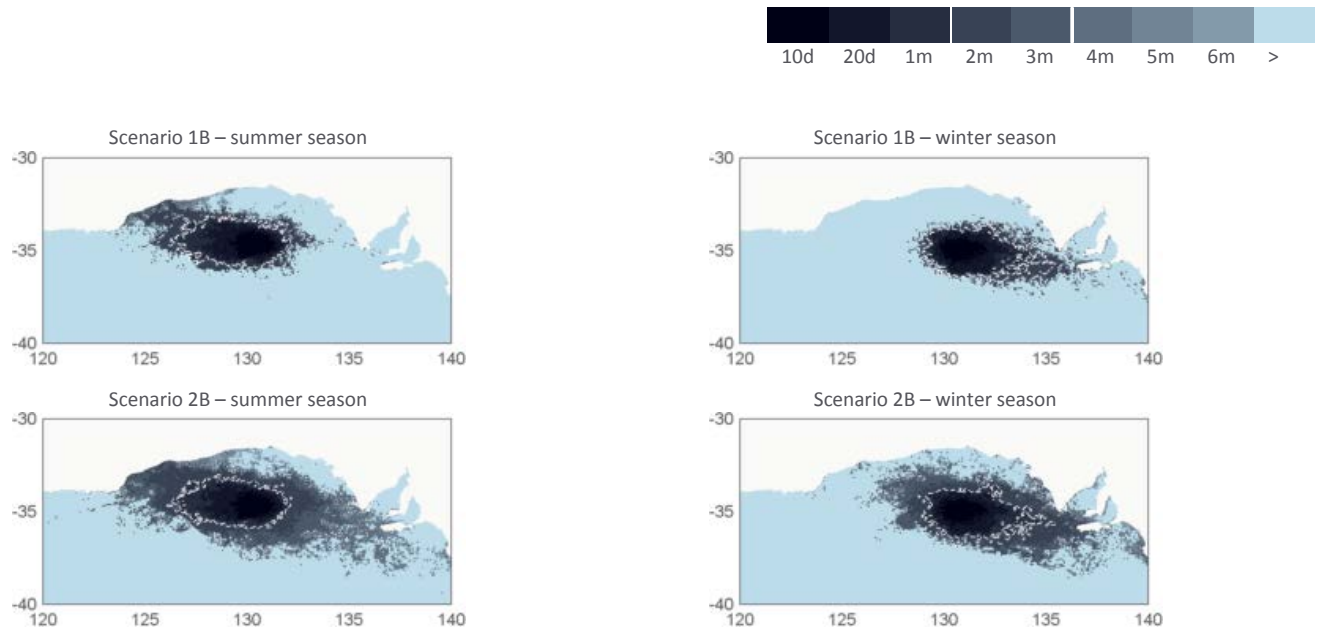 10d 20d 1m 2m 3m 4m 5m 6m >
Scenario 1B – summer season
-30
-35
-40
120 125 130 135 140
Scenario 1B – winter season
-30
-35
-40
120 125 130 135 140
Scenario 2B – summer season
-30
-35
-40
120 125 130 135 140
Scenario 2B – winter season
-30
-35
-40
120 125 130 135 140